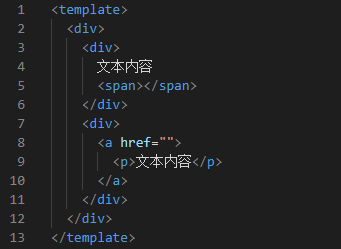 1 <template>
2 <div>
3 <div>
4 文本内容
5 <span></span>
6 </div>
7 <div>
8 <a href="">
9 <p>文本内容</p>
10 </a>
11 </div>
12 </div>
13 </template>